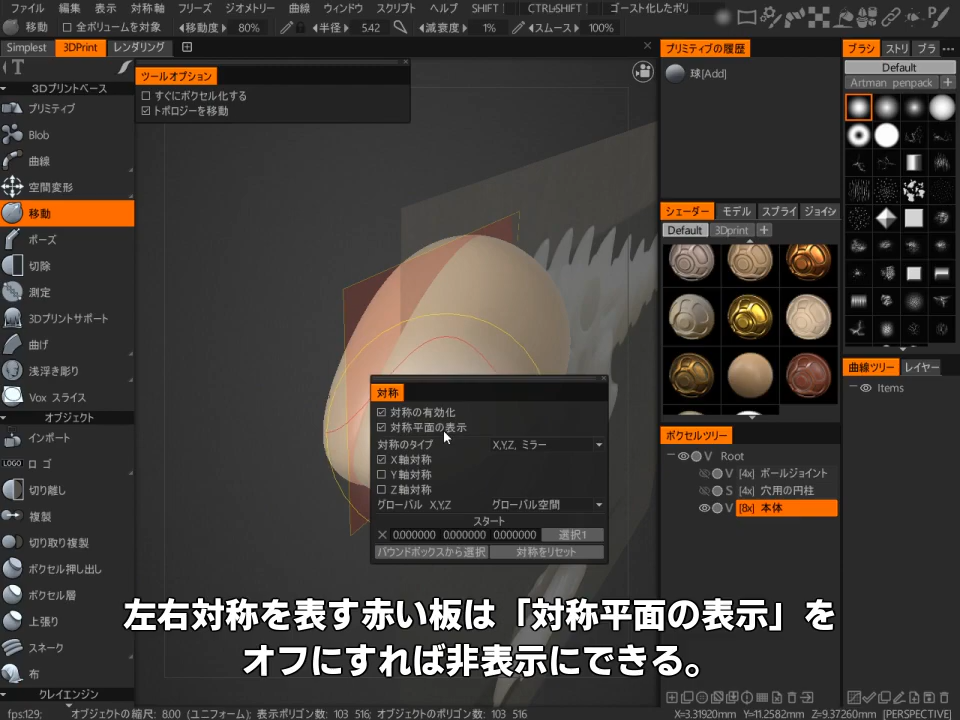 ファイル 編集 表示 対称軸 フリーズ ジオメトリー 曲線 ウィンドウ スクリプト ヘルプ SHIFT CTRL&SHIFT ゴースト化したボリ
移動 全ボリュームを対象 移動度 80% 半径 5.42 減衰度 1% スムース 100%
Simplest 3DPrint レンダリング
ツールオプション
すぐにボクセル化する
トポロジーを移動
3Dプリントベース
プリミティブ
Blob
曲線
空間変形
移動
ポーズ
切除
測定
3Dプリントサポート
曲げ
浅浮き彫り
Vox スライス
オブジェクト
インポート
LOGO ロゴ
切り離し
複製
切り取り複製
ボクセル押し出し
ボクセル層
上張り
スネーク
布
クレイエンジン
プリミティブの履歴
球[Add]
シェーダー モデル スプライ ジョイン
Default 3Dprint
ブラシ ストリ ブラ
Default
Artman penpack
曲線ツリー レイヤー
Items
ボクセルツリー
V Root
V [4x] ボールジョイント
S [4x] 穴用の円柱
V [8x] 本体
対称
対称の有効化
対称平面の表示
対称のタイプ X,Y,Z, ミラー
X軸対称
Y軸対称
Z軸対称
グローバル X,Y,Z グローバル空間
スタート
X 0.000000 0.000000 0.000000 選択1
バウンドボックスから選択 対称をリセット
左右対称を表す赤い板は「対称平面の表示」を
オフにすれば非表示にできる。
fps:129; オブジェクトの縮尺: 8.00 (ユニフォーム); 表示ポリゴン数: 103 516; オブジェクトのポリゴン数: 103 516 X=3.31920mm Y=11.2582mm Z=9.37260mm [PERSPECTIVE]